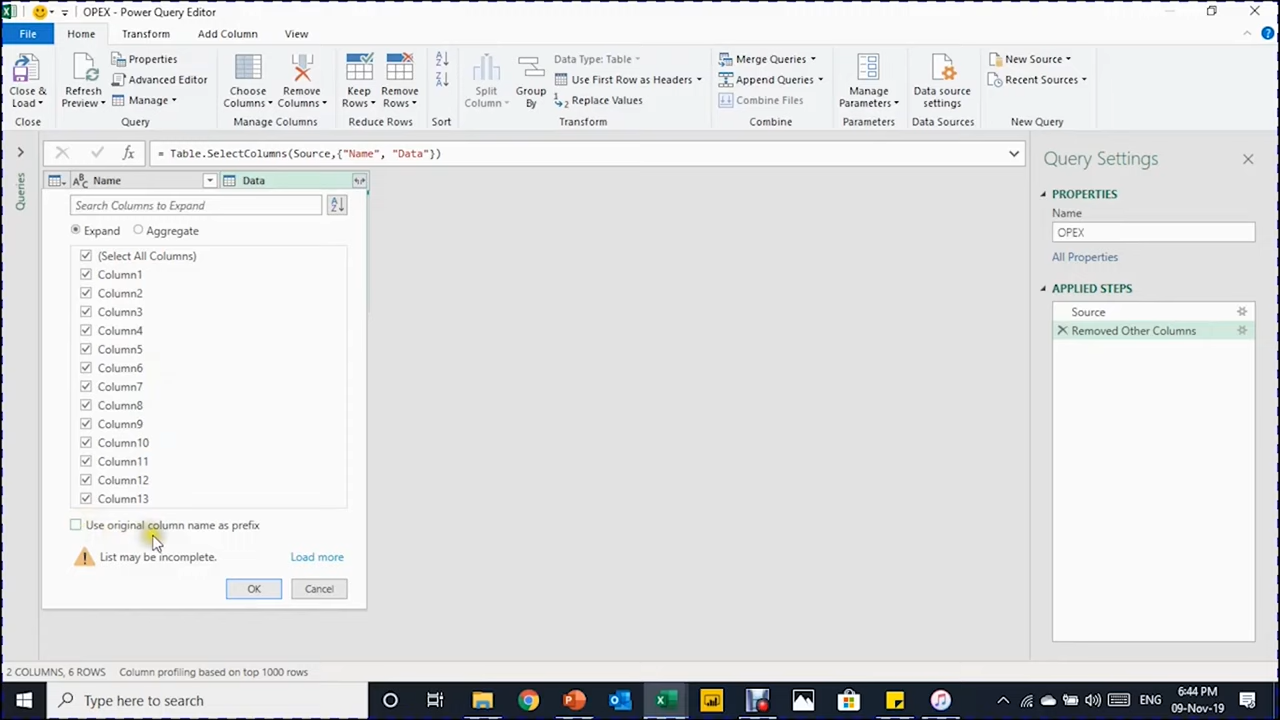 OPEX - Power Query Editor
File Home Transform Add Column View
Close & Load
Close
Refresh Preview
Properties
Advanced Editor
Manage
Query
Choose Columns
Remove Columns
Manage Columns
Keep Rows
Remove Rows
Reduce Rows
Sort
Split Column
Group By
Data Type: Table
Use First Row as Headers
Replace Values
Transform
Merge Queries
Append Queries
Combine Files
Combine
Manage Parameters
Parameters
Data source settings
Data Sources
New Source
Recent Sources
New Query
Queries
fx = Table.SelectColumns(Source,{"Name", "Data"})
ABC Name Data
Search Columns to Expand
AZ
Expand Aggregate
(Select All Columns)
Column1
Column2
Column3
Column4
Column5
Column6
Column7
Column8
Column9
Column10
Column11
Column12
Column13
Use original column name as prefix
List may be incomplete. Load more
OK Cancel
Query Settings
PROPERTIES
Name
OPEX
All Properties
APPLIED STEPS
Source
Removed Other Columns
2 COLUMNS, 6 ROWS Column profiling based on top 1000 rows
Type here to search
ENG
6:44 PM
09-Nov-19